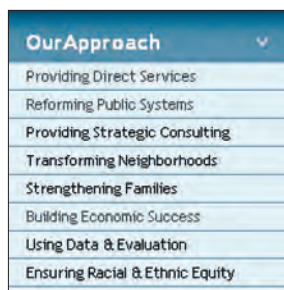 OurApproach
Providing Direct Services
Reforming Public Systems
Providing Strategic Consulting
Transforming Neighborhoods
Strengthening Families
Building Economic Success
Using Data & Evaluation
Ensuring Racial & Ethnic Equity